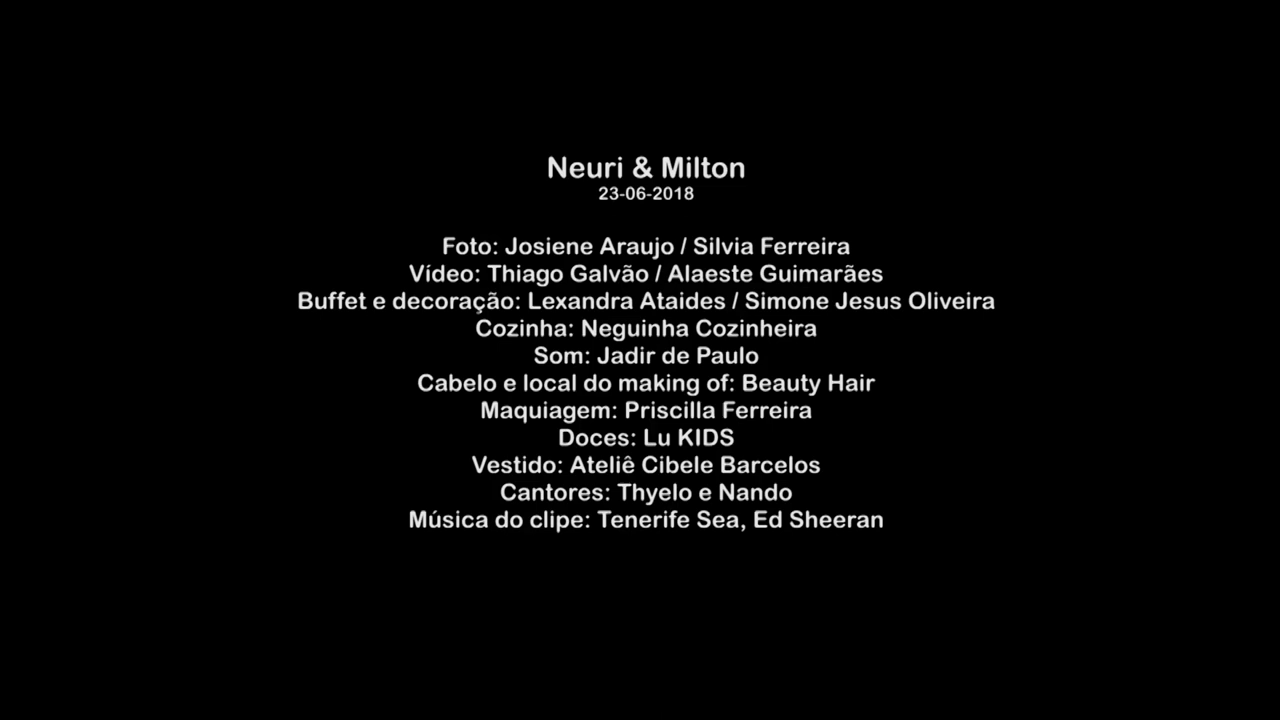 Neuri & Milton
23-06-2018
Foto: Josiene Araujo / Silvia Ferreira
Vídeo: Thiago Galvão / Alaeste Guimarães
Buffet e decoração: Lexandra Ataides / Simone Jesus Oliveira
Cozinha: Neguinha Cozinheira
Som: Jadir de Paulo
Cabelo e local do making of: Beauty Hair
Maquiagem: Priscilla Ferreira
Doces: Lu KIDS
Vestido: Ateliê Cibele Barcelos
Cantores: Thyelo e Nando
Música do clipe: Tenerife Sea, Ed Sheeran